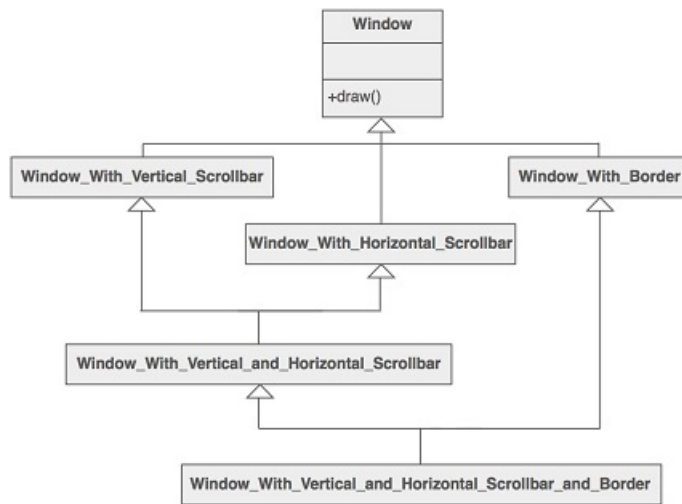 Window
+draw()
Window_With_Vertical_Scrollbar
Window_With_Border
Window_With_Horizontal_Scrollbar
Window_With_Vertical_and_Horizontal_Scrollbar
Window_With_Vertical_and_Horizontal_Scrollbar_and_Border